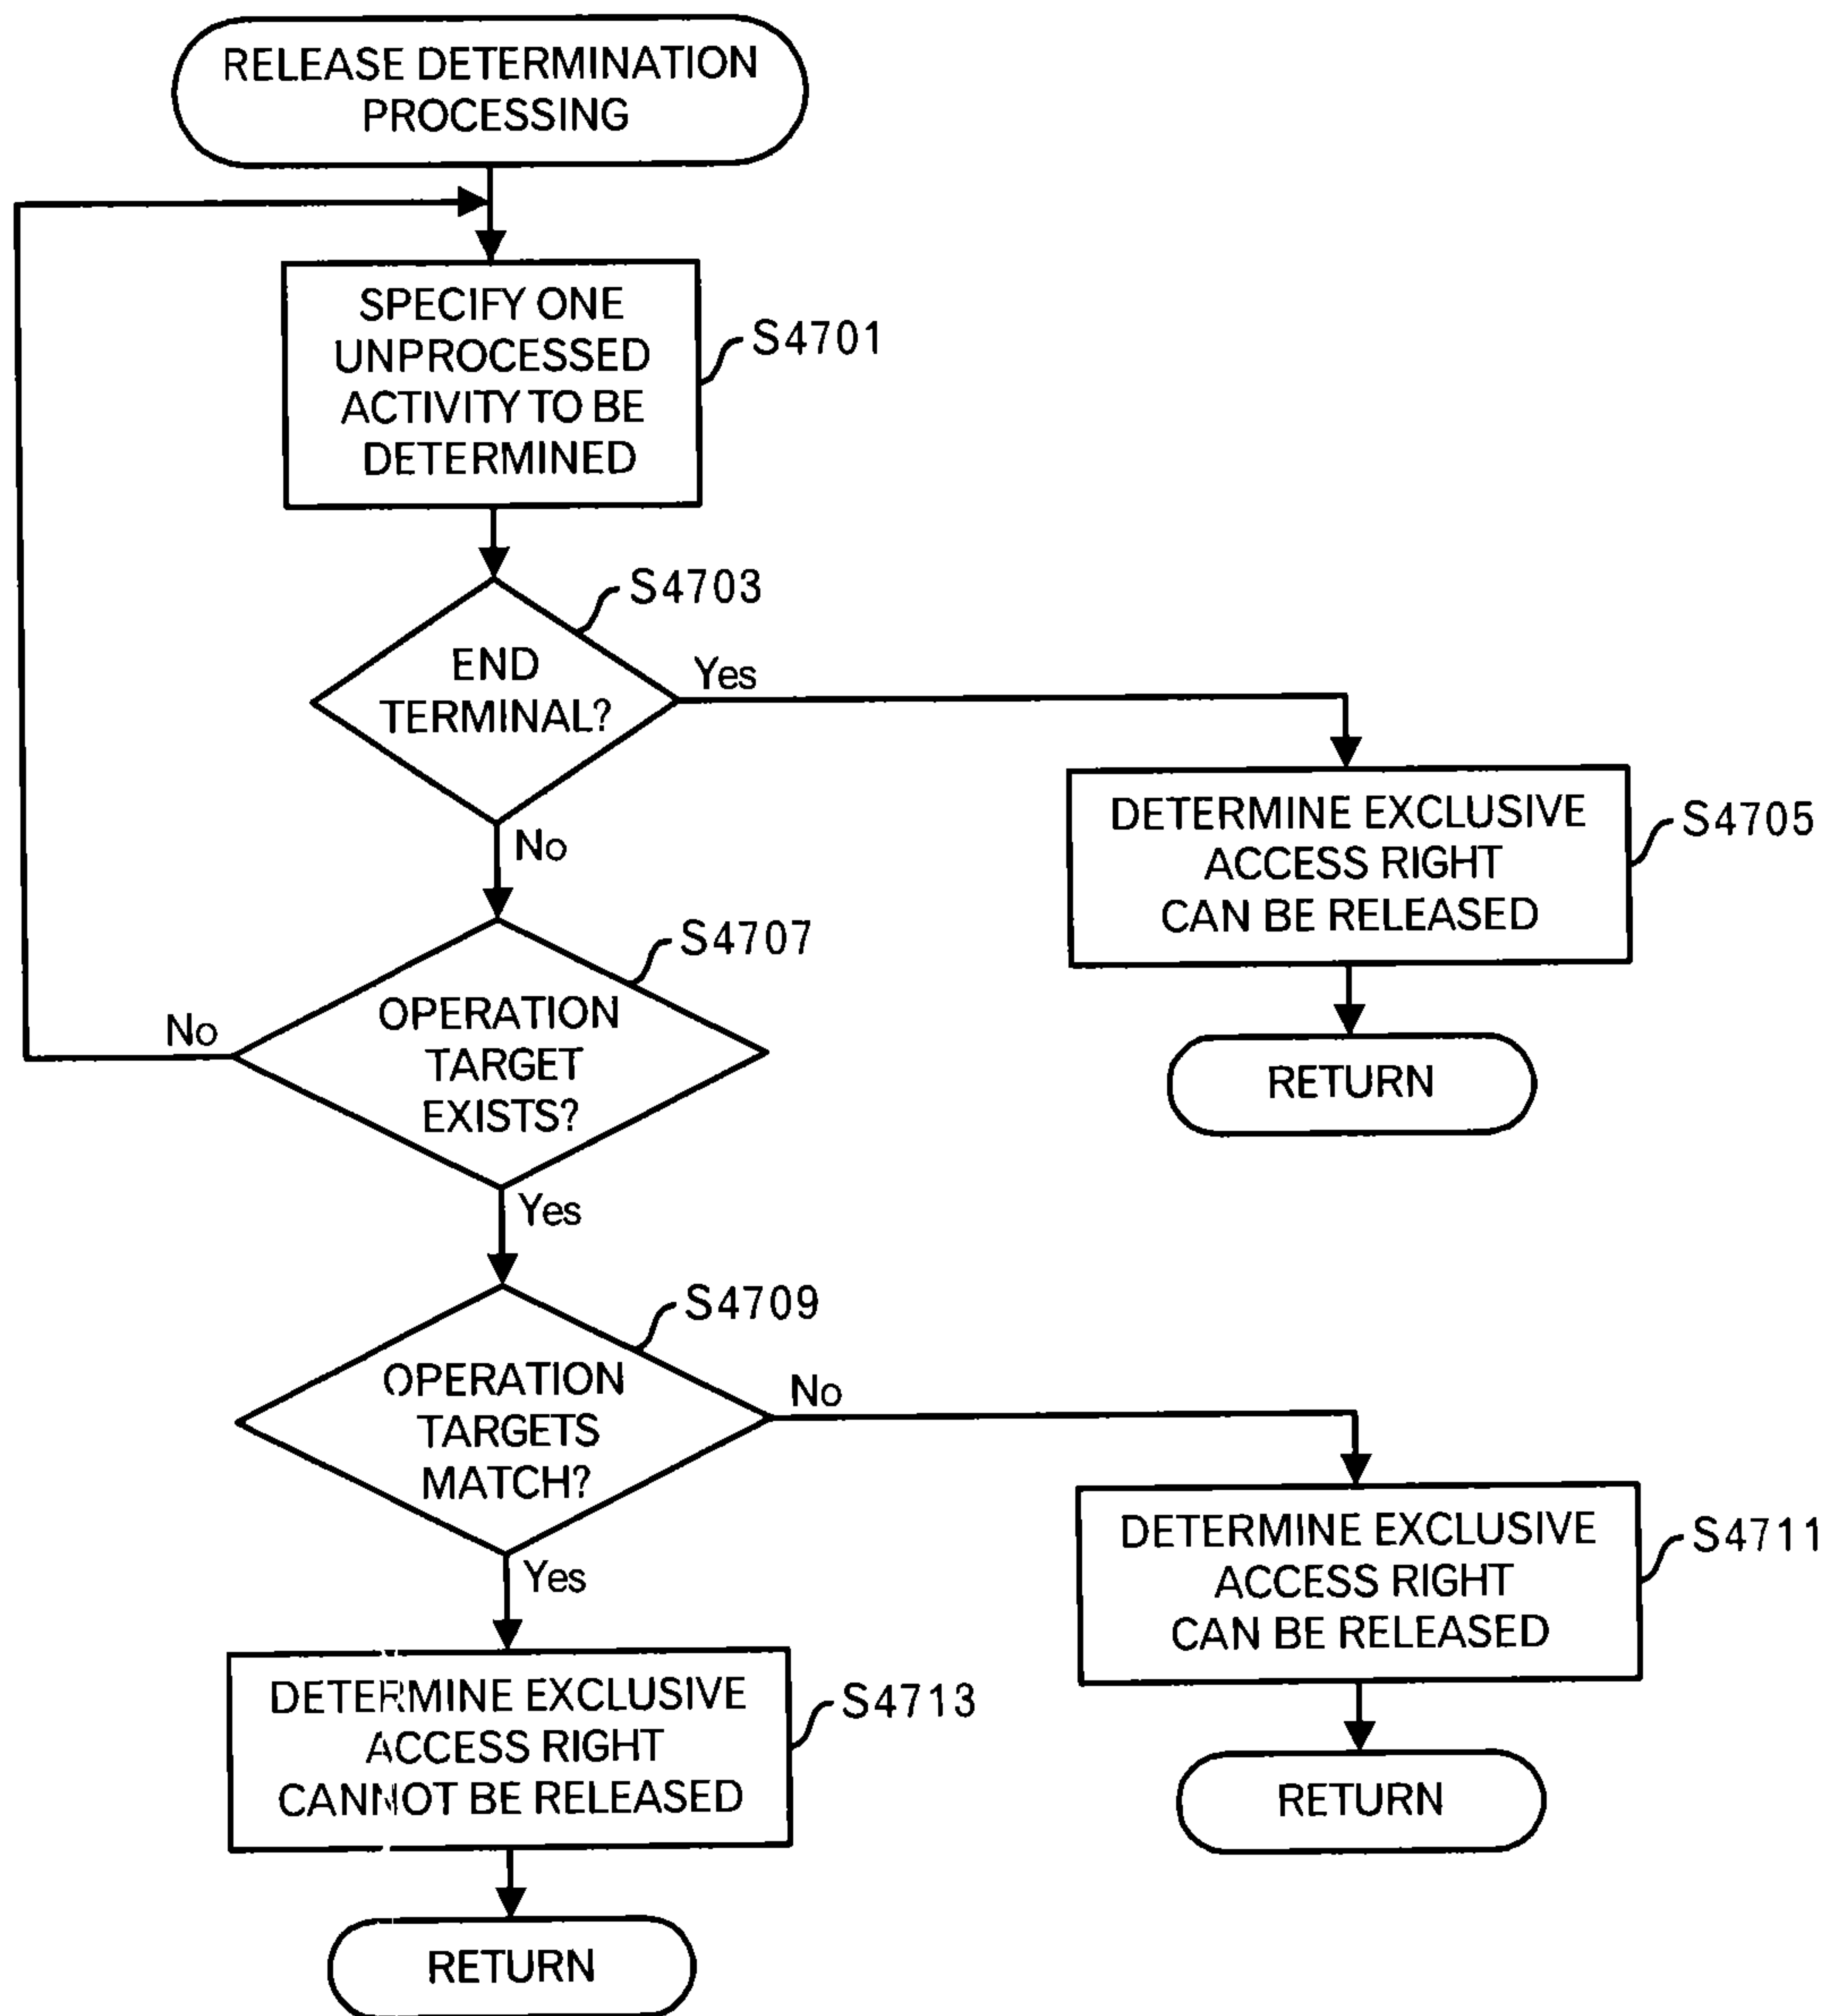 RELEASE DETERMINATION
PROCESSING
SPECIFY ONE
UNPROCESSED
ACTIVITY TO BE
DETERMINED
S4701
S4703
END
TERMINAL?
Yes
No
DETERMINE EXCLUSIVE
ACCESS RIGHT
CAN BE RELEASED
S4705
RETURN
S4707
OPERATION
TARGET
EXISTS?
No
Yes
S4709
OPERATION
TARGETS
MATCH?
No
Yes
DETERMINE EXCLUSIVE
ACCESS RIGHT
CAN BE RELEASED
S4711
RETURN
DETERMINE EXCLUSIVE
ACCESS RIGHT
CANNOT BE RELEASED
S4713
RETURN